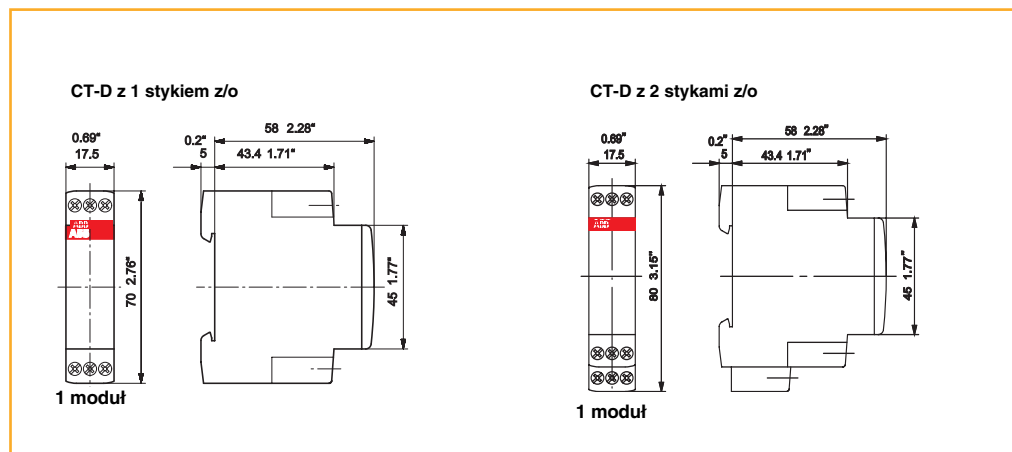 CT-D z 1 stykiem z/o
0.69"
17.5
0.2"
5
58 2.28"
43.4 1.71"
ABB
ABB
70 2.76"
45 1.77"
1 moduł
CT-D z 2 stykami z/o
0.69"
17.5
0.2"
5
58 2.28"
43.4 1.71"
ABB
80 3.15"
45 1.77"
1 moduł